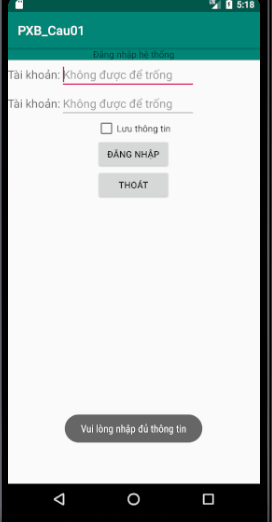 5:18
PXB_Cau01
Đăng nhập hệ thống
Tài khoản: Không được để trống
Tài khoản: Không được để trống
Lưu thông tin
ĐĂNG NHẬP
THOÁT
Vui lòng nhập đủ thông tin